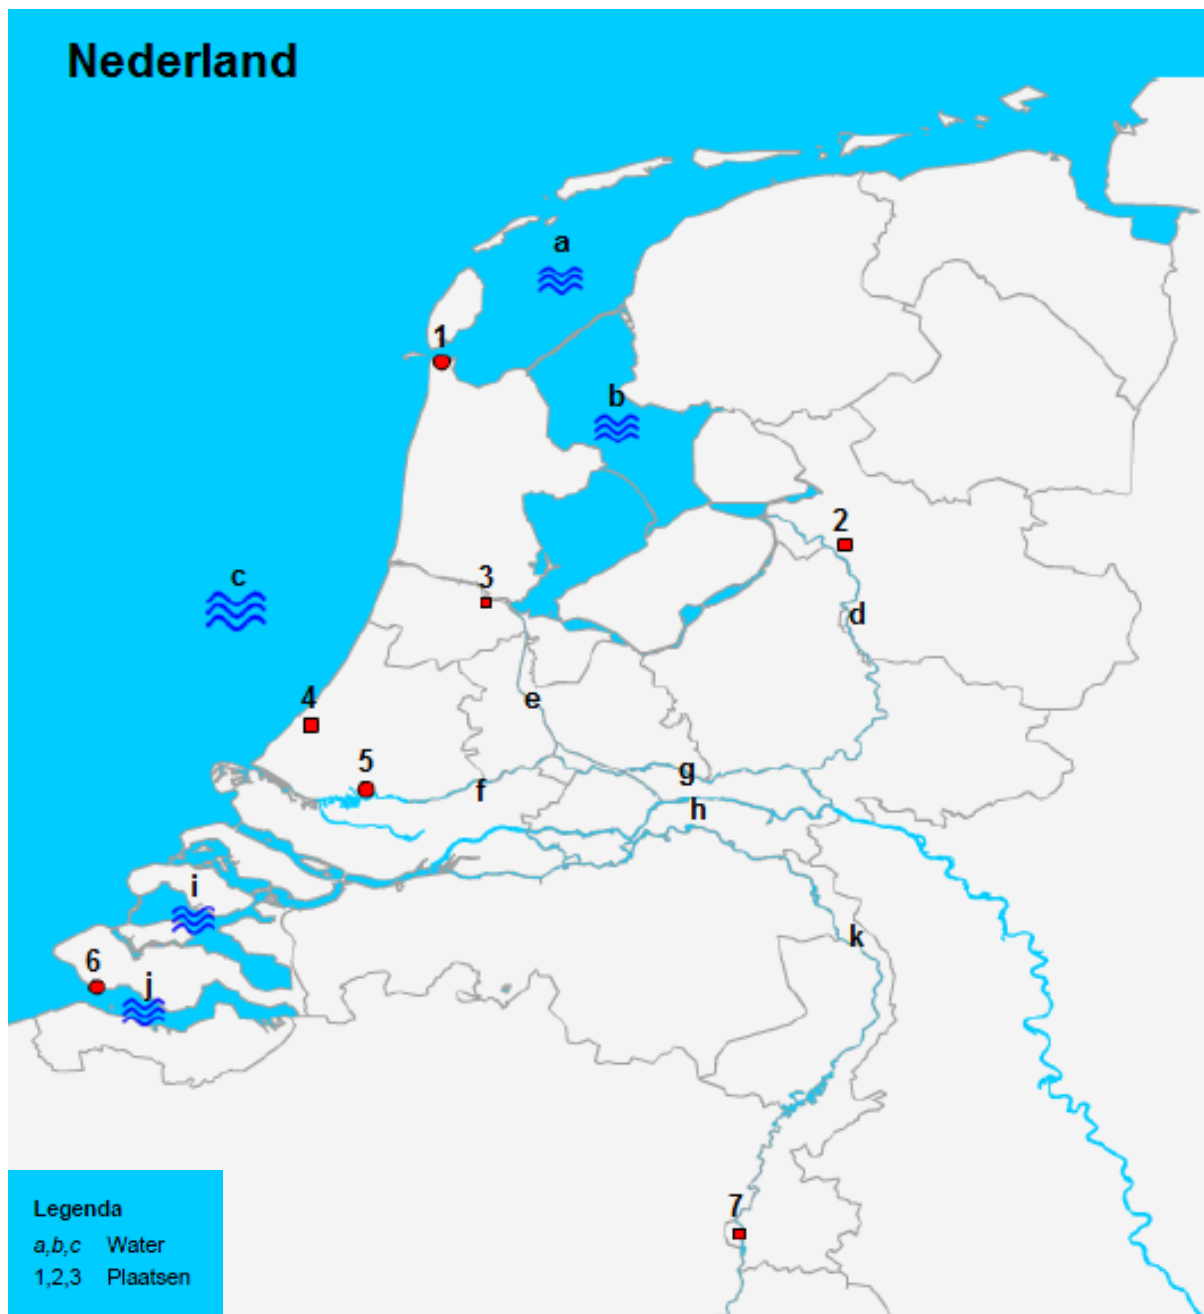 Nederland
a
1
b
2
3
c
d
4
e
5
g
f
h
i
k
6
j
7
Legenda
a,b,c Water
1,2,3 Plaatsen